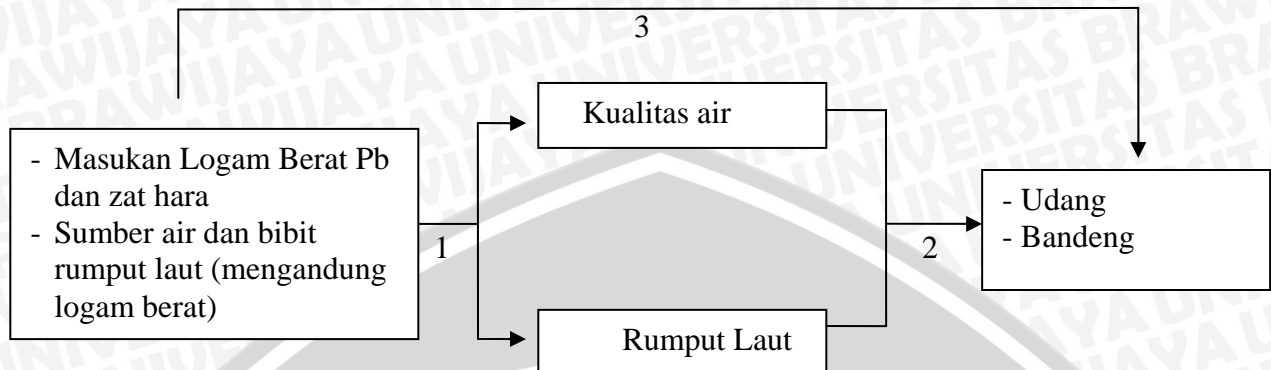 3
Kualitas air
- Masukan Logam Berat Pb
dan zat hara
- Sumber air dan bibit
rumput laut (mengandung
logam berat)
1
2
- Udang
- Bandeng
Rumput Laut